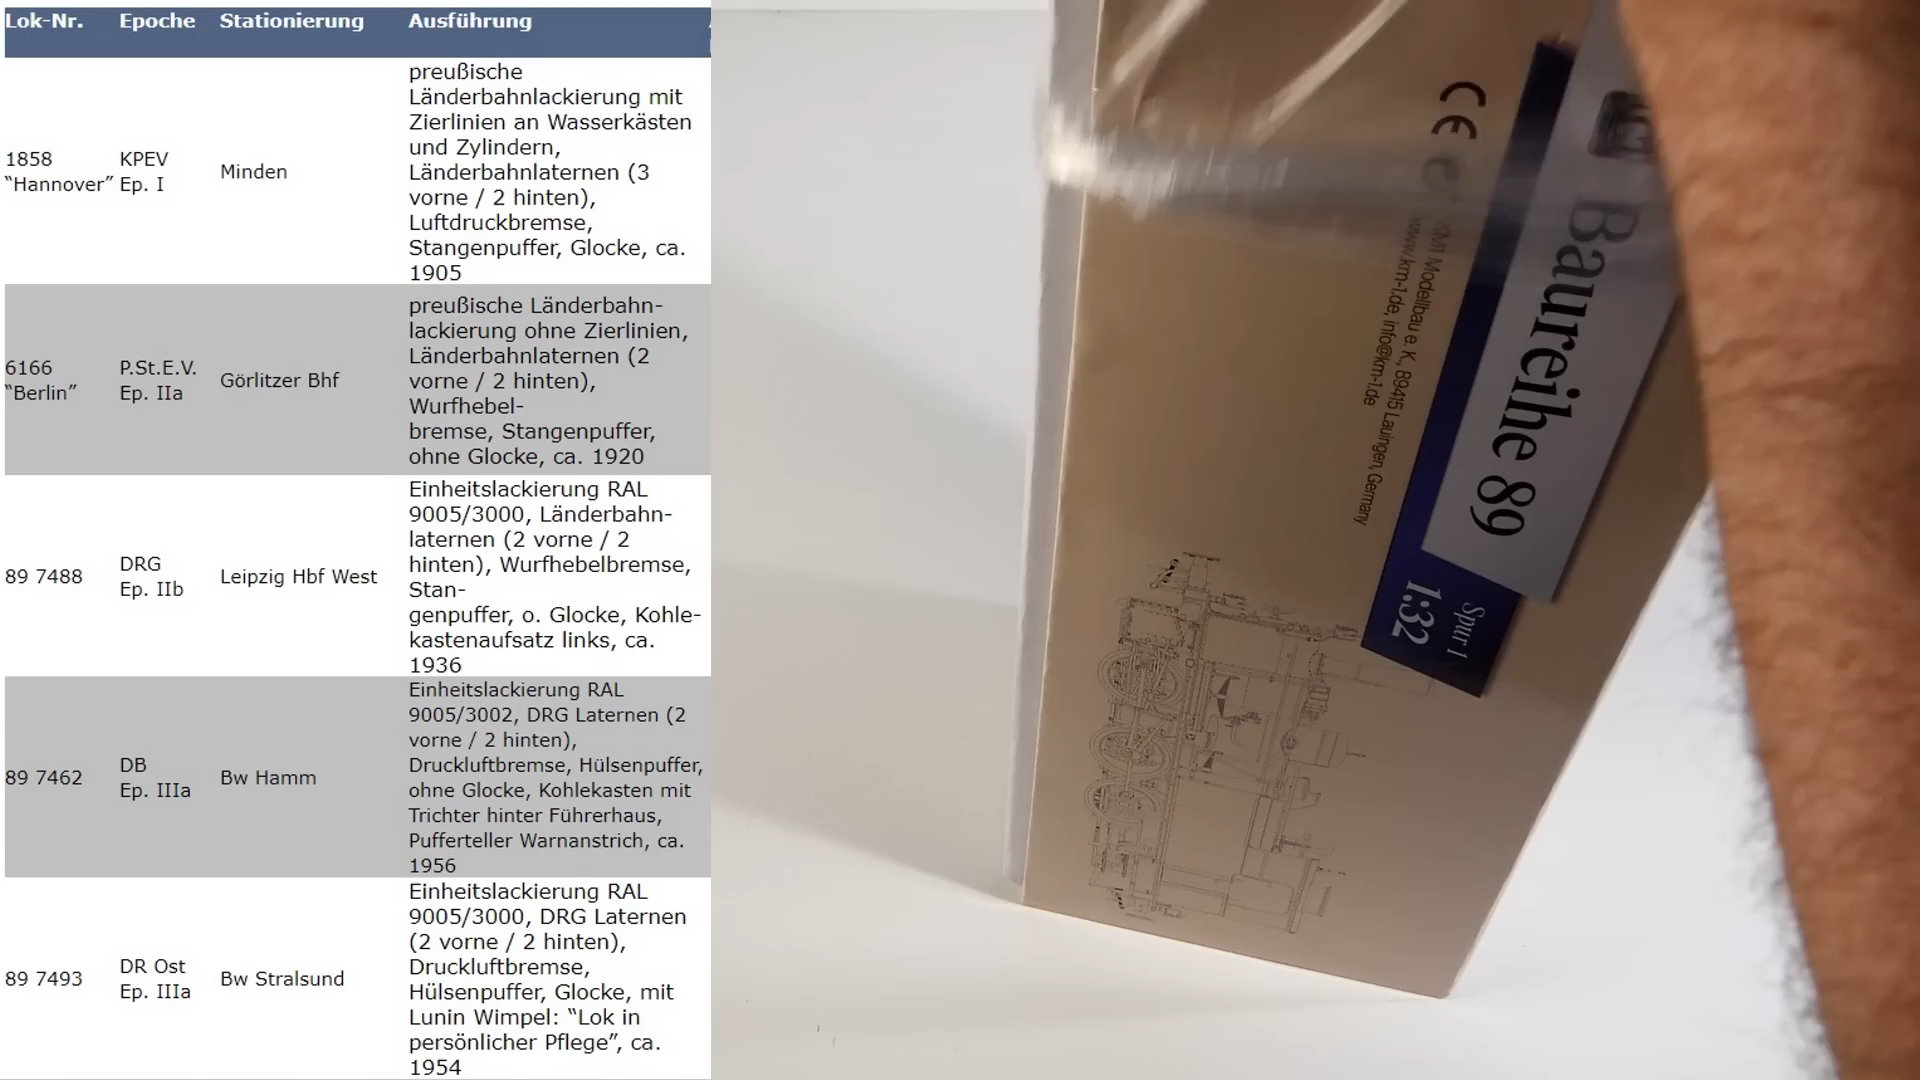 Lok-Nr. Epoche Stationierung Ausführung
1858
“Hannover”
KPEV
Ep. I
Minden
preußische
Länderbahnlackierung mit
Zierlinien an Wasserkästen
und Zylindern,
Länderbahnlaternen (3
vorne / 2 hinten),
Luftdruckbremse,
Stangenpuffer, Glocke, ca.
1905
6166
“Berlin”
P.St.E.V.
Ep. IIa
Görlitzer Bhf
preußische Länderbahn-
lackierung ohne Zierlinien,
Länderbahnlaternen (2
vorne / 2 hinten),
Wurfhebel-
bremse, Stangenpuffer,
ohne Glocke, ca. 1920
89 7488
DRG
Ep. IIb
Leipzig Hbf West
Einheitslackierung RAL
9005/3000, Länderbahn-
laternen (2 vorne / 2
hinten), Wurfhebelbremse,
Stan-
genpuffer, o. Glocke, Kohle-
kastenaufsatz links, ca.
1936
89 7462
DB
Ep. IIIa
Bw Hamm
Einheitslackierung RAL
9005/3002, DRG Laternen (2
vorne / 2 hinten),
Druckluftbremse, Hülsenpuffer,
ohne Glocke, Kohlekasten mit
Trichter hinter Führerhaus,
Pufferteller Warnanstrich, ca.
1956
89 7493
DR Ost
Ep. IIIa
Bw Stralsund
Einheitslackierung RAL
9005/3000, DRG Laternen
(2 vorne / 2 hinten),
Druckluftbremse,
Hülsenpuffer, Glocke, mit
Lunin Wimpel: “Lok in
persönlicher Pflege”, ca.
1954
CE
KM1 Modellbau e. K., 89415 Lauingen, Germany
www.km-1.de, info@km-1.de
Baureihe 89
Spur 1
1:32